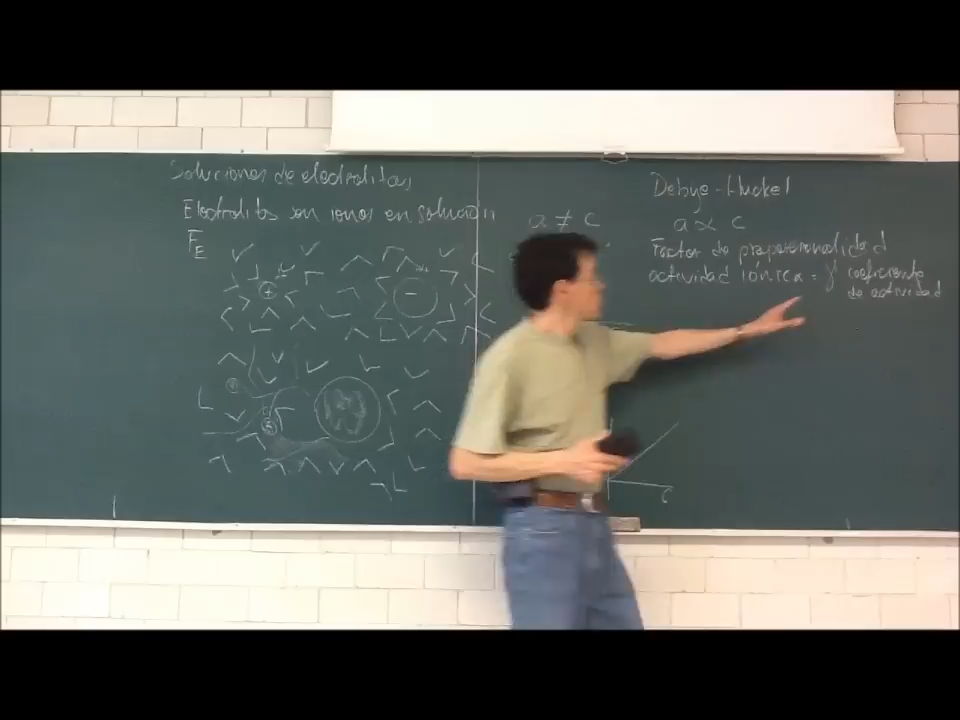 Soluciones de electrolitos
Electrolitos son iones en solución
F_E
+
-
a ≠ c
c
Debye-Huckel
a ∝ c
Factor de proporcionalidad
actividad iónica = γ coeficiente
de actividad